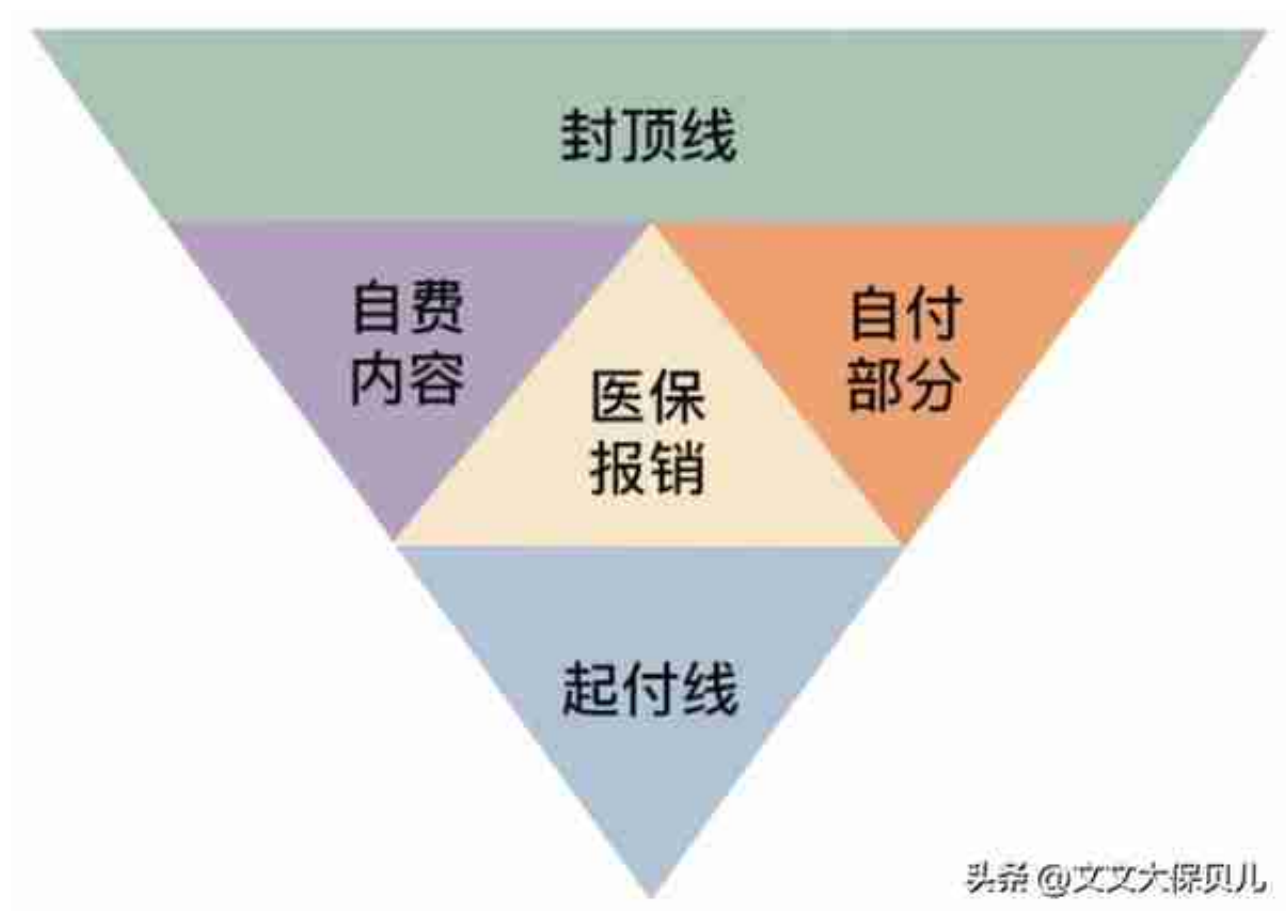 封顶线
自费
内容
医保
报销
自付
部分
起付线
头条 @文文大保贝儿